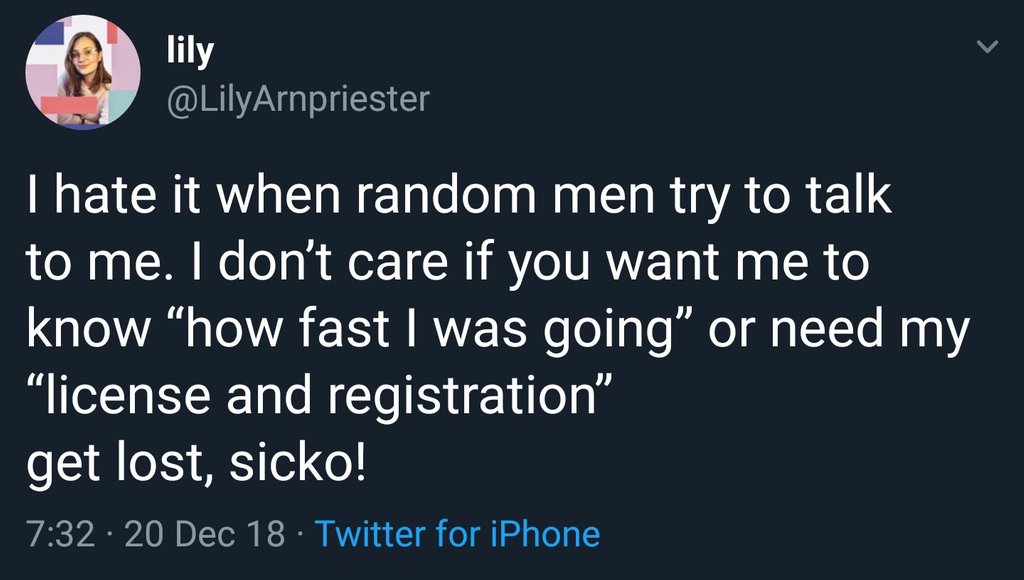 lily
@LilyArnpriester
I hate it when random men try to talk
to me. I don’t care if you want me to
know “how fast I was going” or need my
“license and registration”
get lost, sicko!
7:32 · 20 Dec 18 · Twitter for iPhone